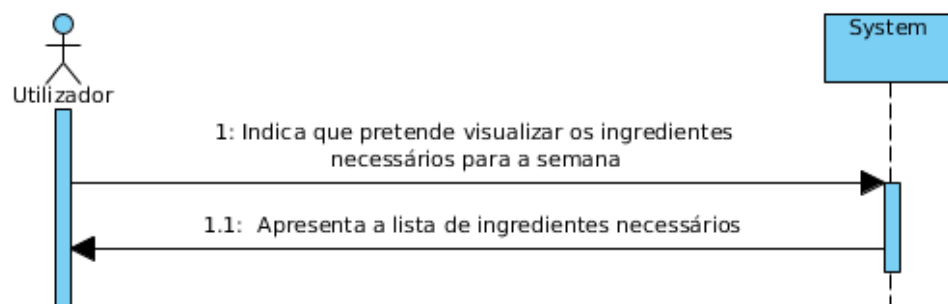 System
Utilizador
1: Indica que pretende visualizar os ingredientes
necessários para a semana
1.1:  Apresenta a lista de ingredientes necessários